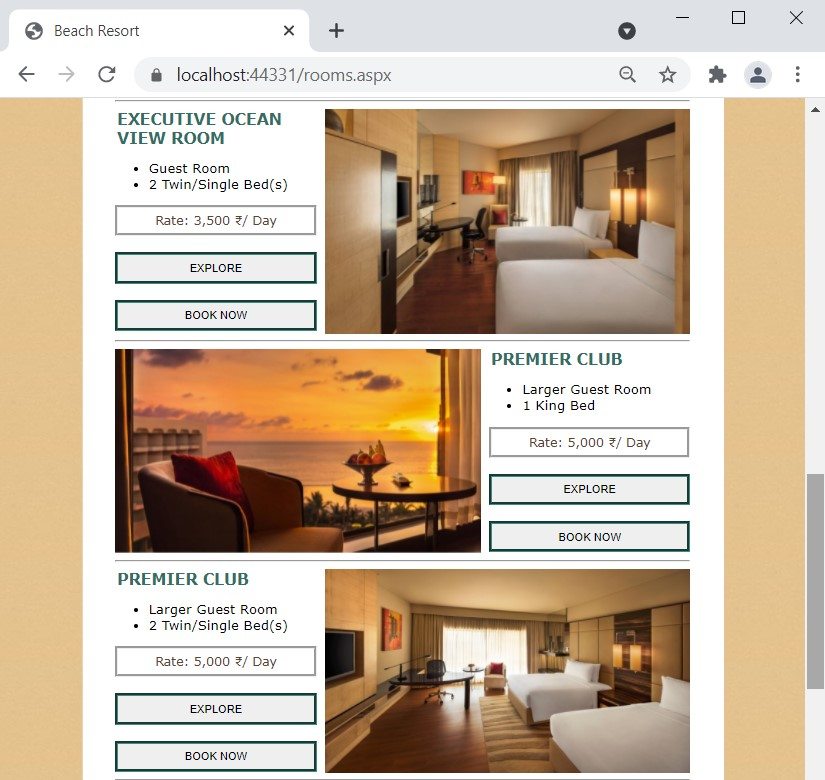 Beach Resort
localhost:44331/rooms.aspx
EXECUTIVE OCEAN
VIEW ROOM
• Guest Room
• 2 Twin/Single Bed(s)
Rate: 3,500 ₹/ Day
EXPLORE
BOOK NOW
PREMIER CLUB
• Larger Guest Room
• 1 King Bed
Rate: 5,000 ₹/ Day
EXPLORE
BOOK NOW
PREMIER CLUB
• Larger Guest Room
• 2 Twin/Single Bed(s)
Rate: 5,000 ₹/ Day
EXPLORE
BOOK NOW